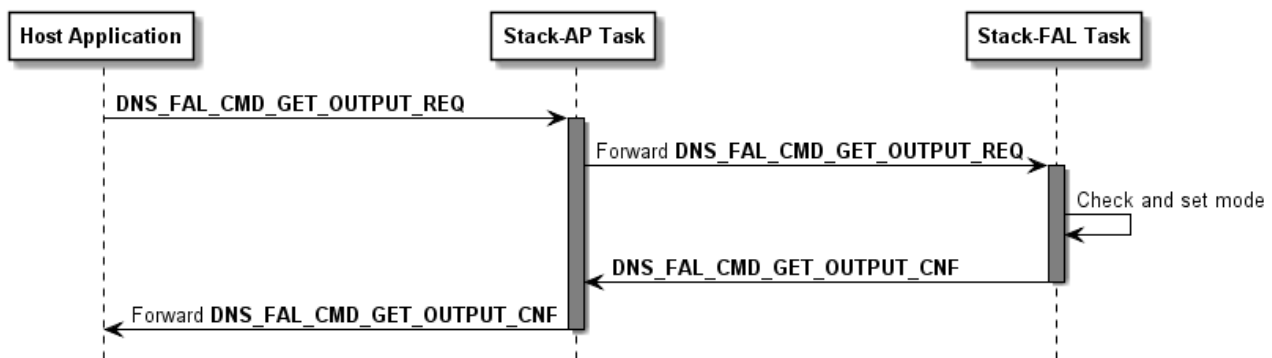 Host Application
Stack-AP Task
Stack-FAL Task
DNS_FAL_CMD_GET_OUTPUT_REQ
Forward DNS_FAL_CMD_GET_OUTPUT_REQ
Check and set mode
DNS_FAL_CMD_GET_OUTPUT_CNF
Forward DNS_FAL_CMD_GET_OUTPUT_CNF